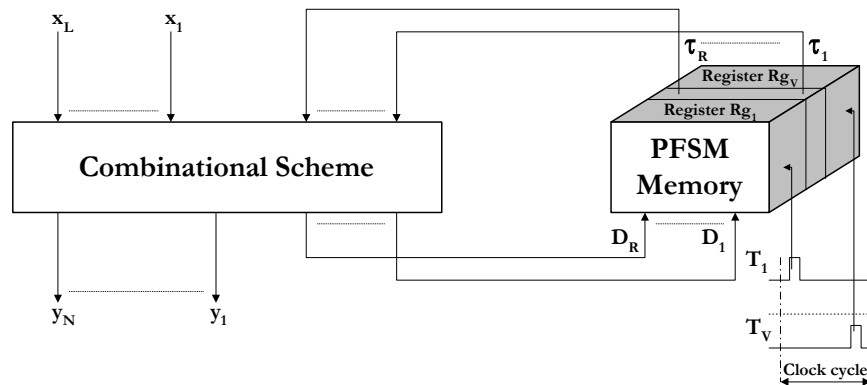 x_L x_1
τ_R τ_1
Register Rg_V
Register Rg_1
Combinational Scheme
PFSM
Memory
D_R D_1
T_1
y_N y_1
T_V
Clock cycle